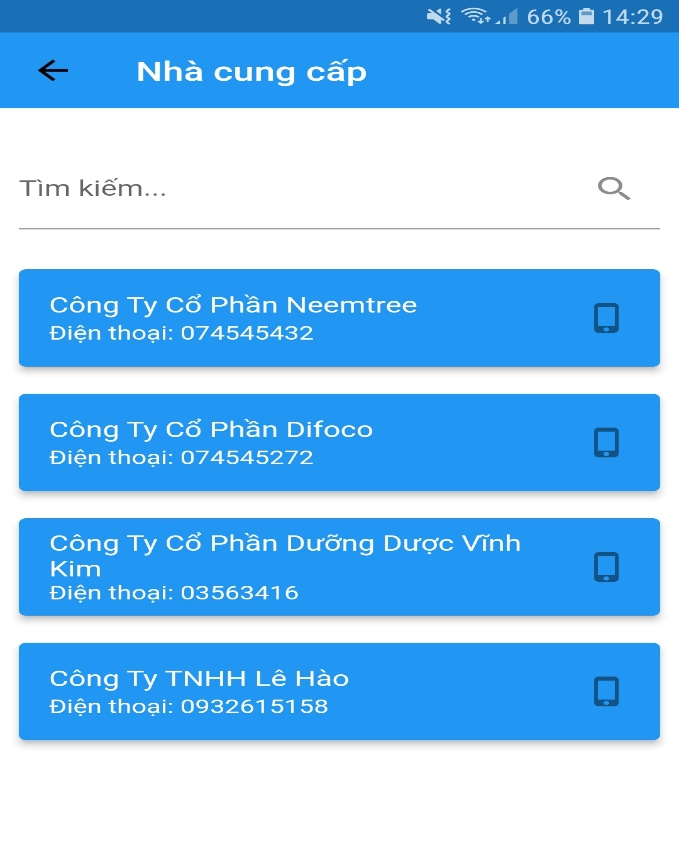 66% 14:29
Nhà cung cấp
Tìm kiếm...
Công Ty Cổ Phần Neemtree
Điện thoại: 074545432
Công Ty Cổ Phần Difoco
Điện thoại: 074545272
Công Ty Cổ Phần Dưỡng Dược Vĩnh
Kim
Điện thoại: 03563416
Công Ty TNHH Lê Hào
Điện thoại: 0932615158